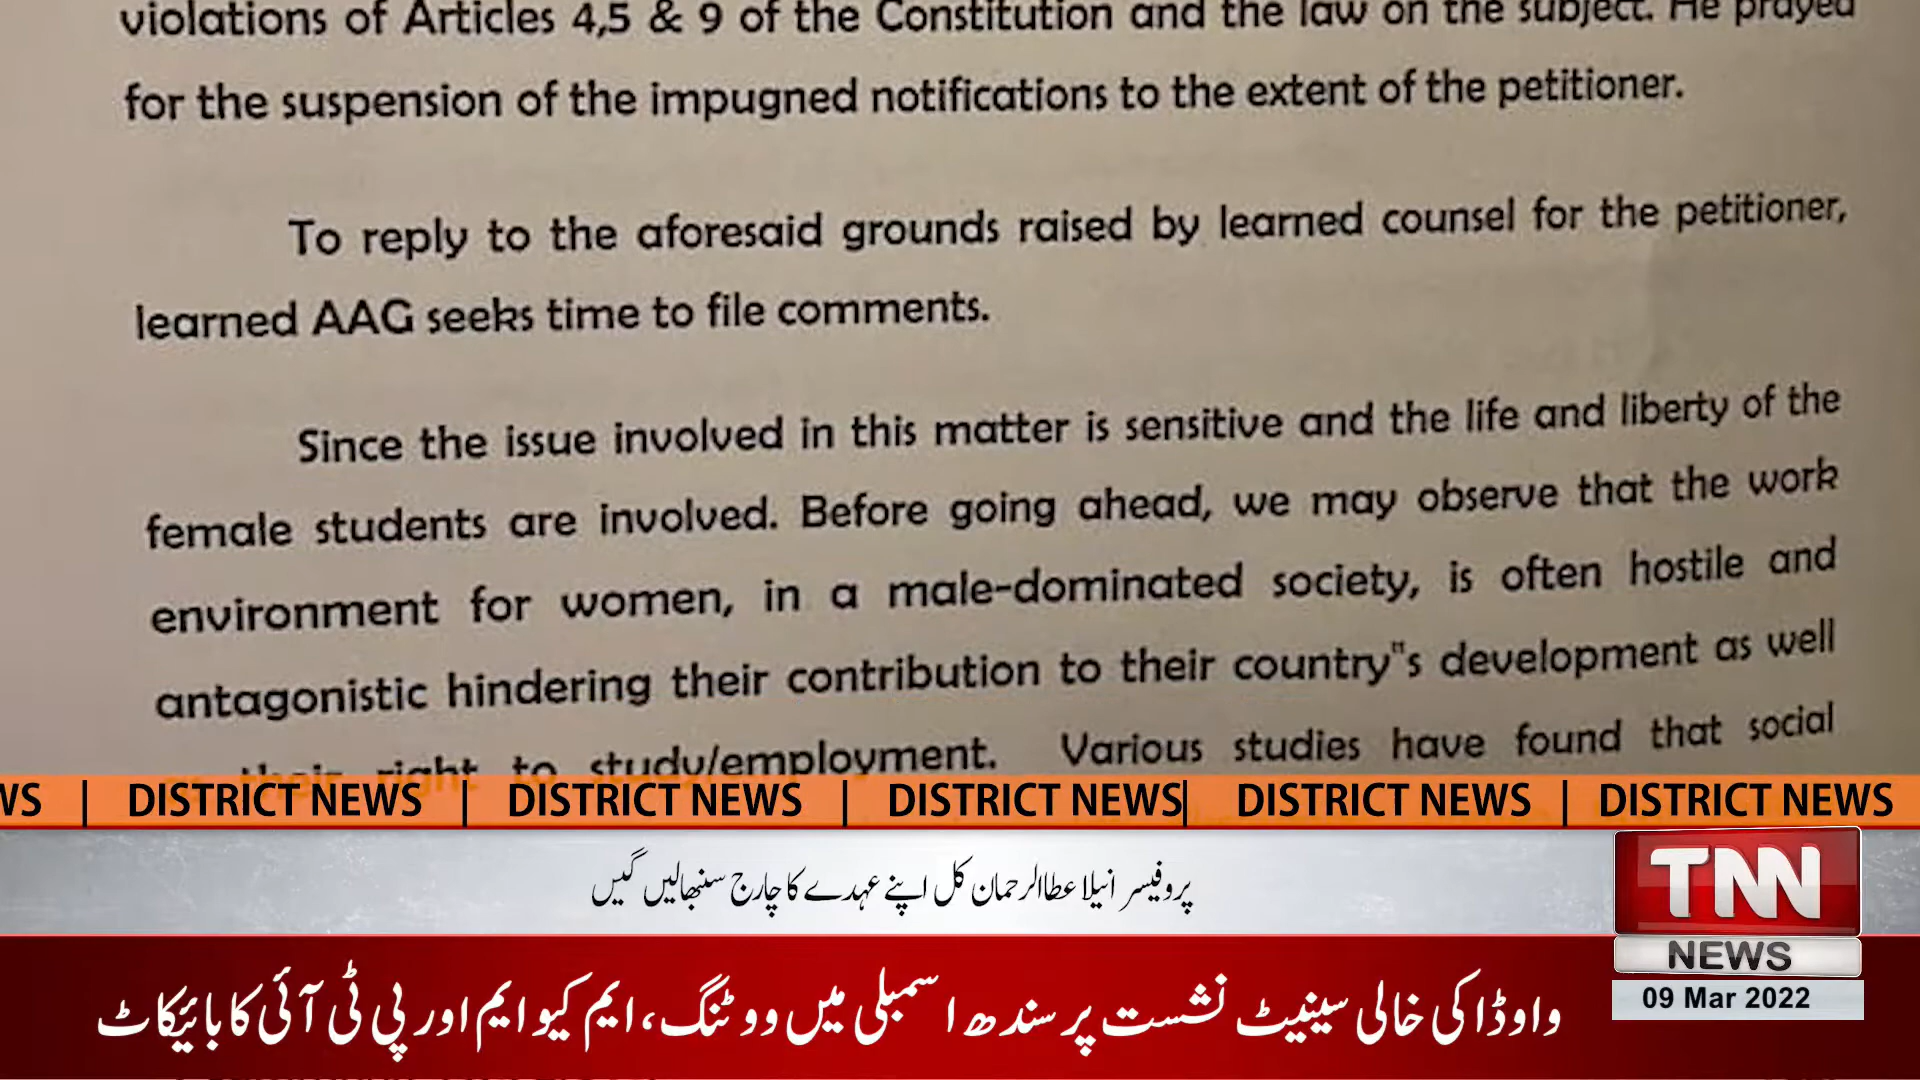 violations of Articles 4,5 & 9 of the Constitution and the law on the subject. He prayed
for the suspension of the impugned notifications to the extent of the petitioner.
To reply to the aforesaid grounds raised by learned counsel for the petitioner,
learned AAG seeks time to file comments.
Since the issue involved in this matter is sensitive and the life and liberty of the
female students are involved. Before going ahead, we may observe that the work
environment for women, in a male-dominated society, is often hostile and
antagonistic hindering their contribution to their country"s development as well
as their right to study/employment. Various studies have found that social
WS | DISTRICT NEWS | DISTRICT NEWS | DISTRICT NEWS| DISTRICT NEWS | DISTRICT NEWS
پروفیسر انیلا عطاالرحمان کل اپنے عہدے کا چارج سنبھالیں گیں
TNN
NEWS
09 Mar 2022
واوڈا کی خالی سینیٹ نشست پر سندھ اسمبلی میں ووٹنگ، ایم کیو ایم اور پی ٹی آئی کا بائیکاٹ